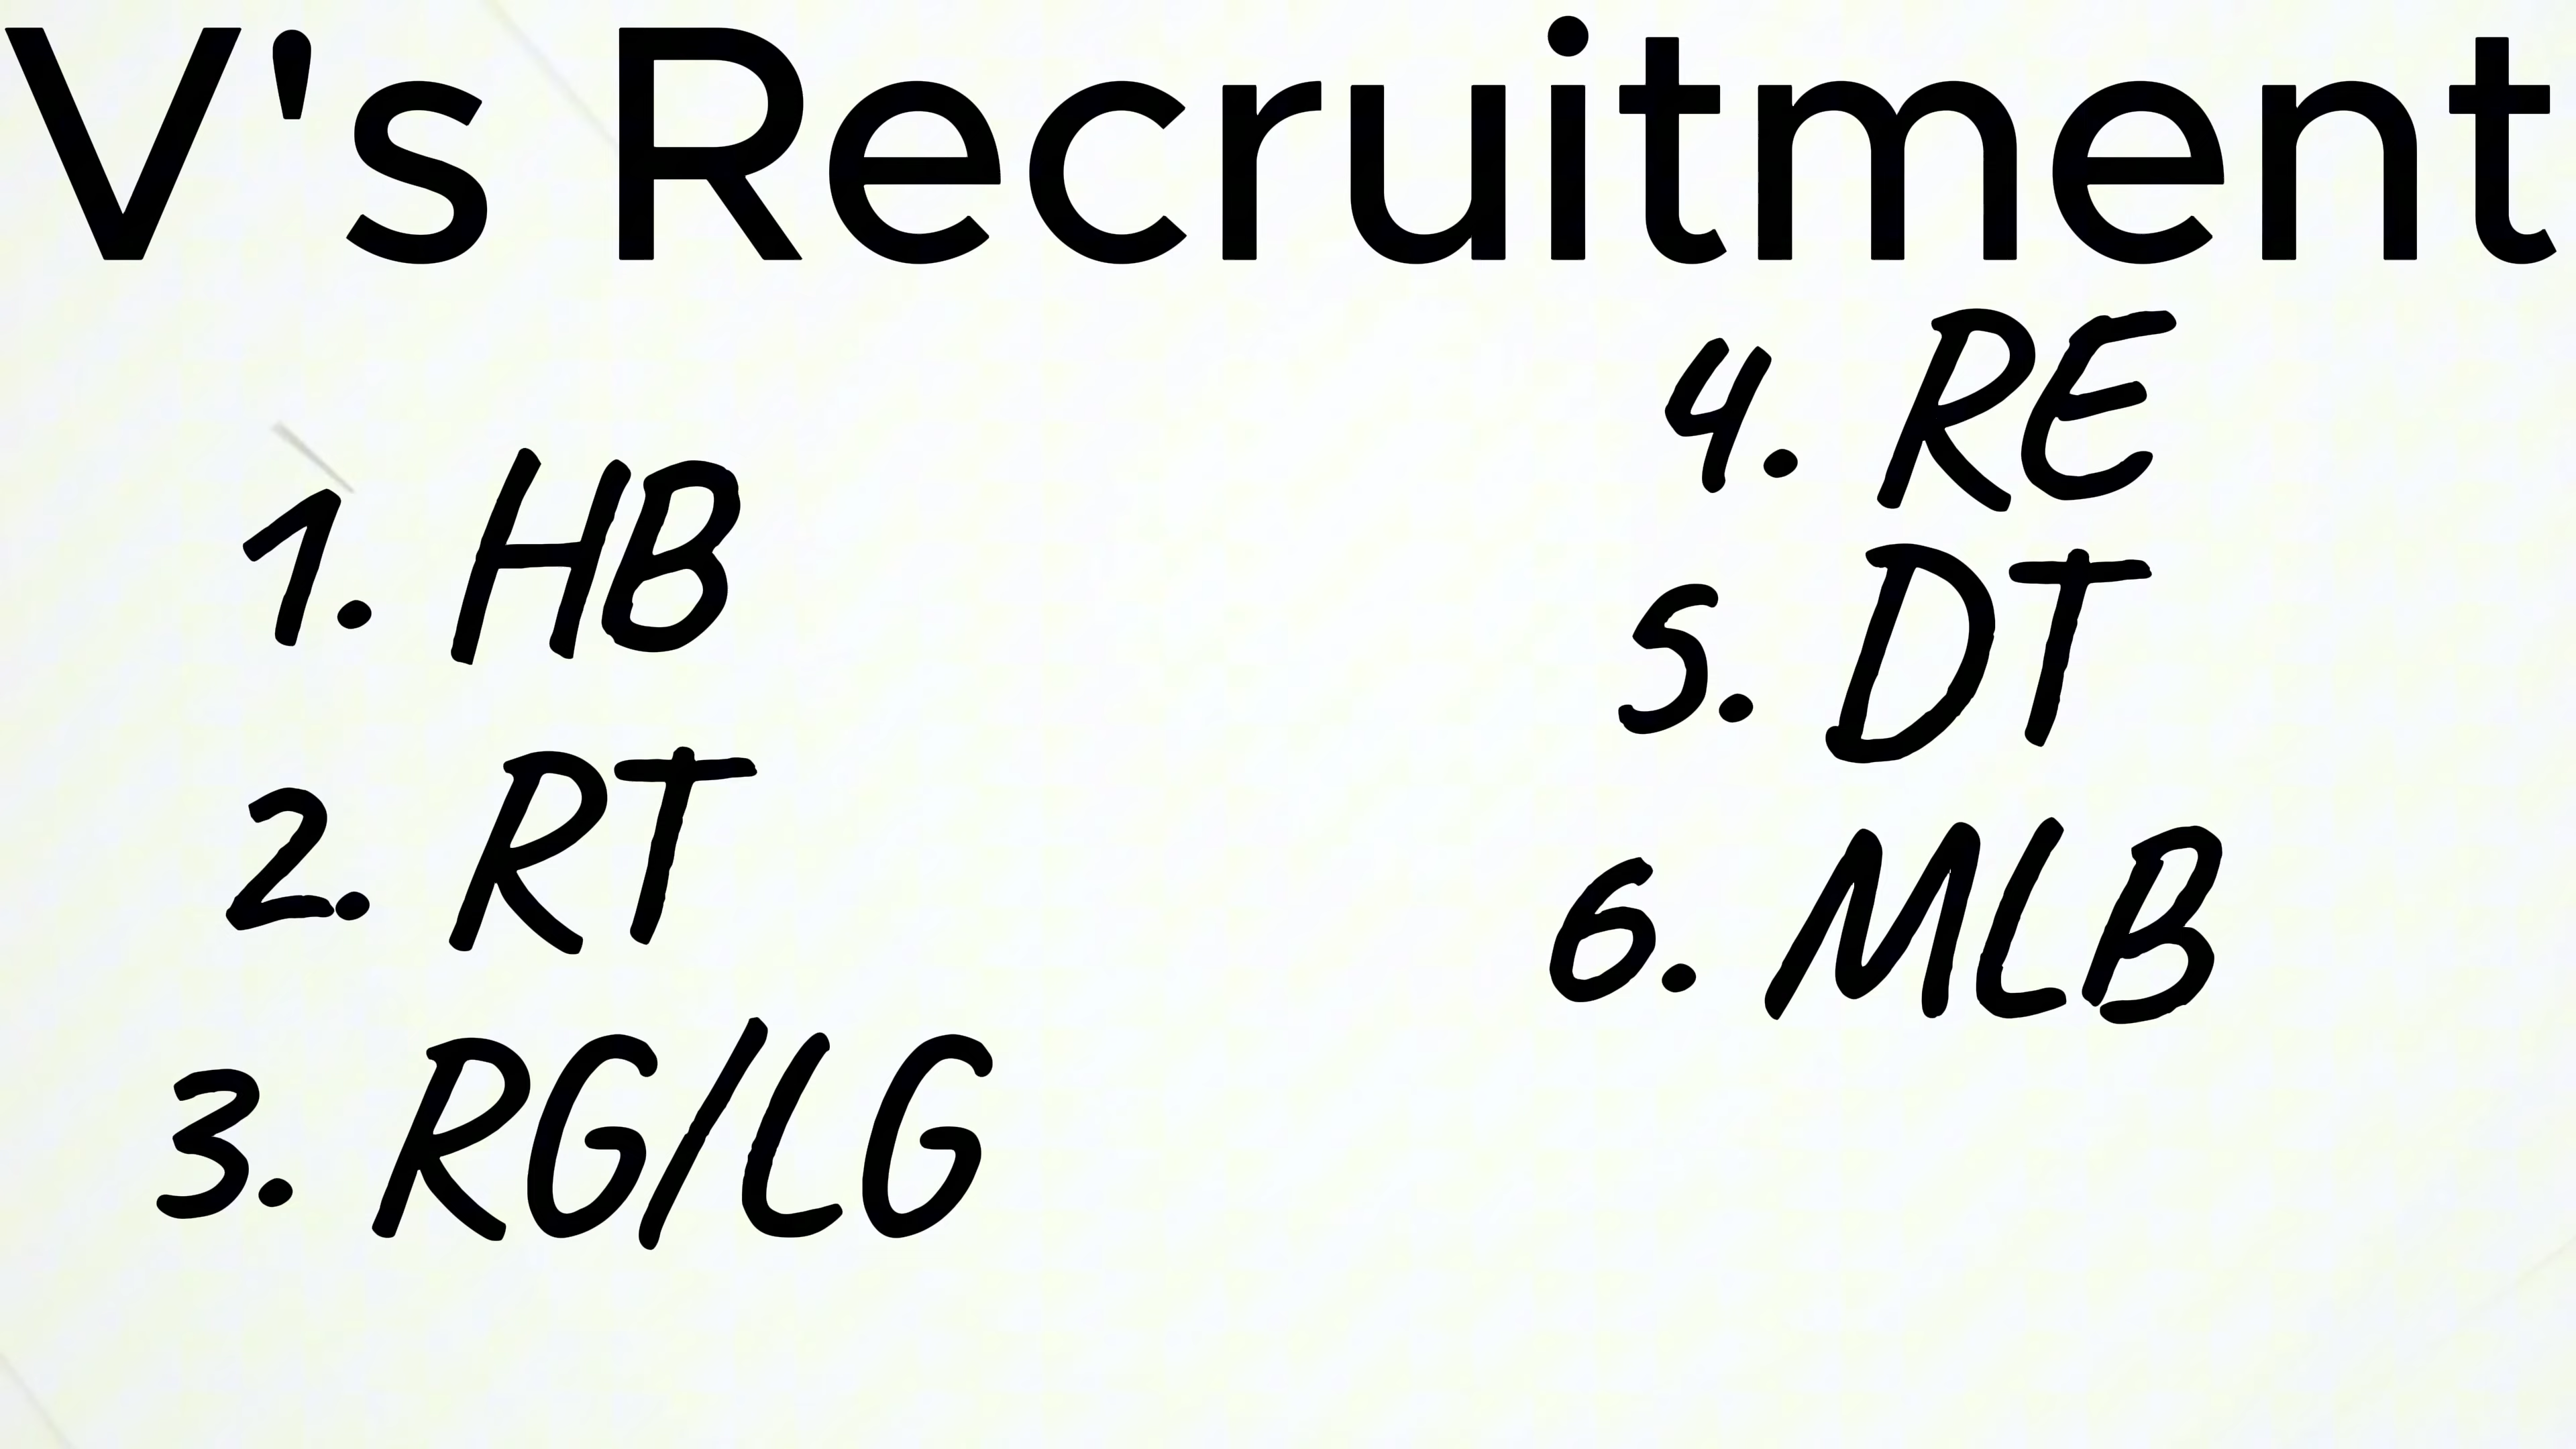 V's Recruitment
1. HB
2. RT
3. RG/LG
4. RE
5. DT
6. MLB